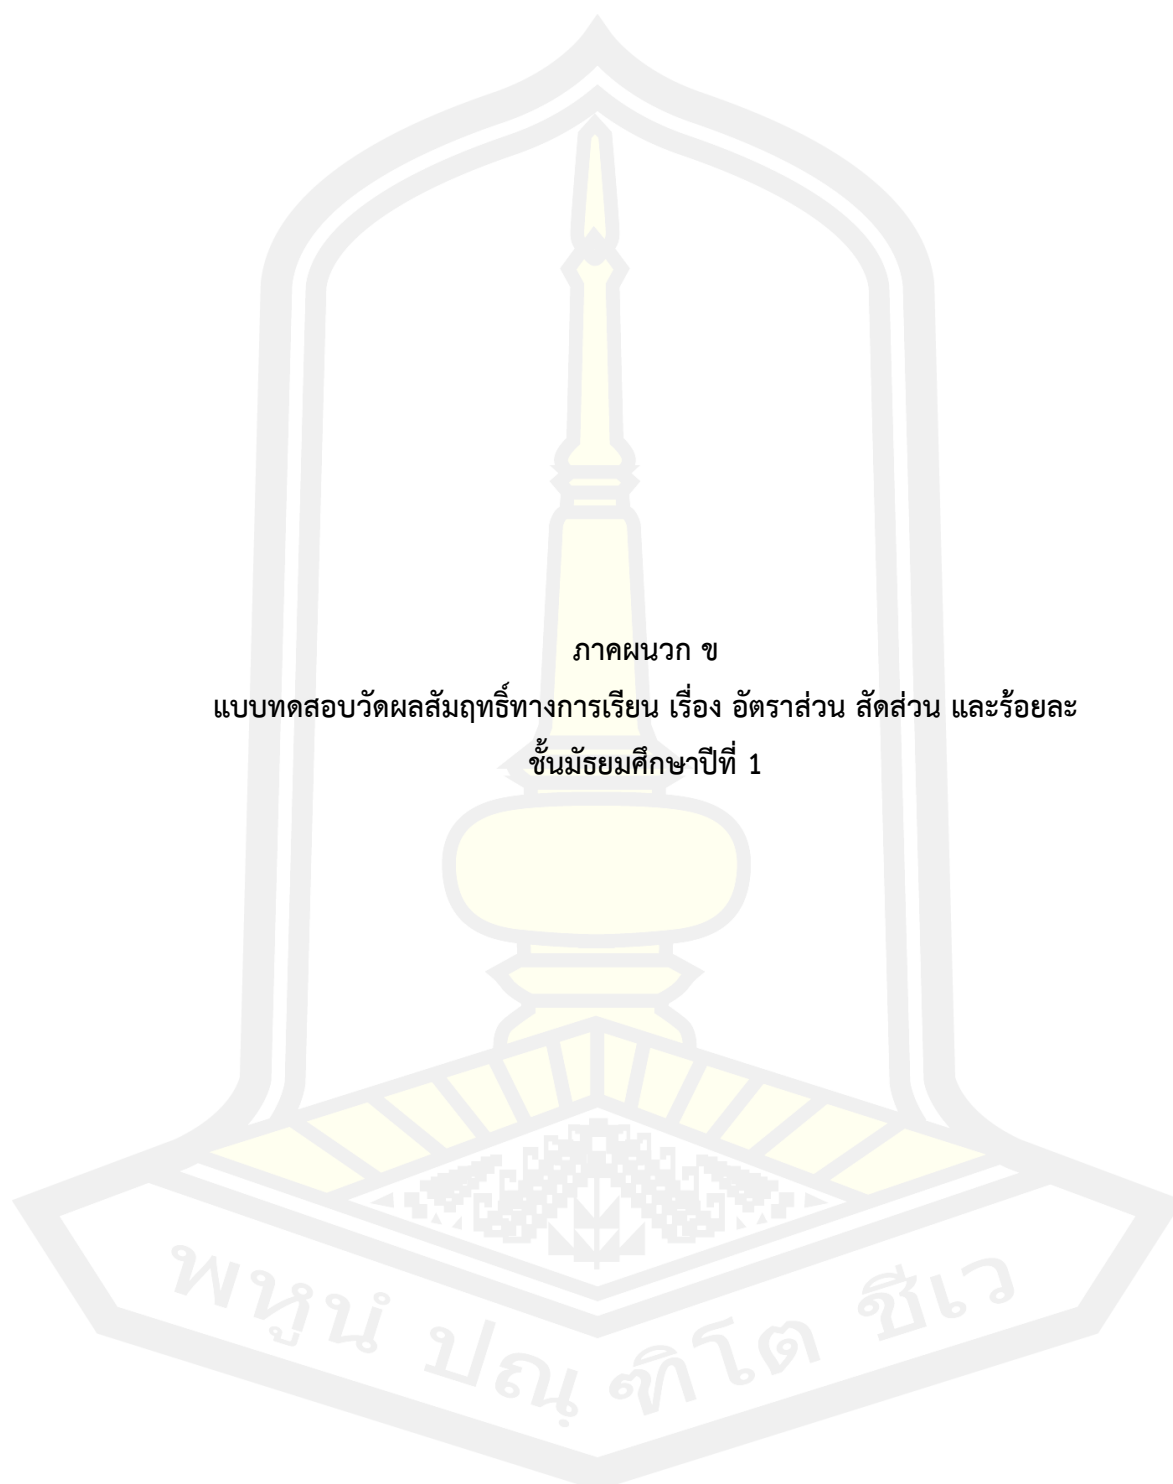 ภาคผนวก ข
แบบทดสอบวัดผลสัมฤทธิ์ทางการเรียน เรื่อง อัตราส่วน สัดส่วน และร้อยละ
ชั้นมัธยมศึกษาปีที่ 1
พหูนํ ปณฺฑิโต ชีเว